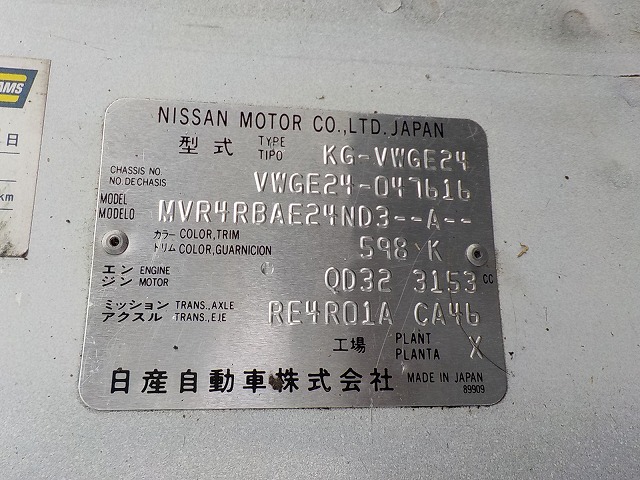 AMS
日
km
NISSAN MOTOR CO.,LTD. JAPAN
型式 TYPE TIPO KG-VWGE24
CHASSIS NO. NO. DE CHASIS VWGE24-047616
MODEL MODELO MVR4RBAE24ND3--A--
カラー COLOR, TRIM
トリム COLOR, GUARNICION 598 K
エンジン ENGINE MOTOR QD32 3153 cc
ミッション TRANS., AXLE
アクスル TRANS., EJE RE4R01A CA46
工場 PLANT PLANTA X
日産自動車株式会社 MADE IN JAPAN
89909